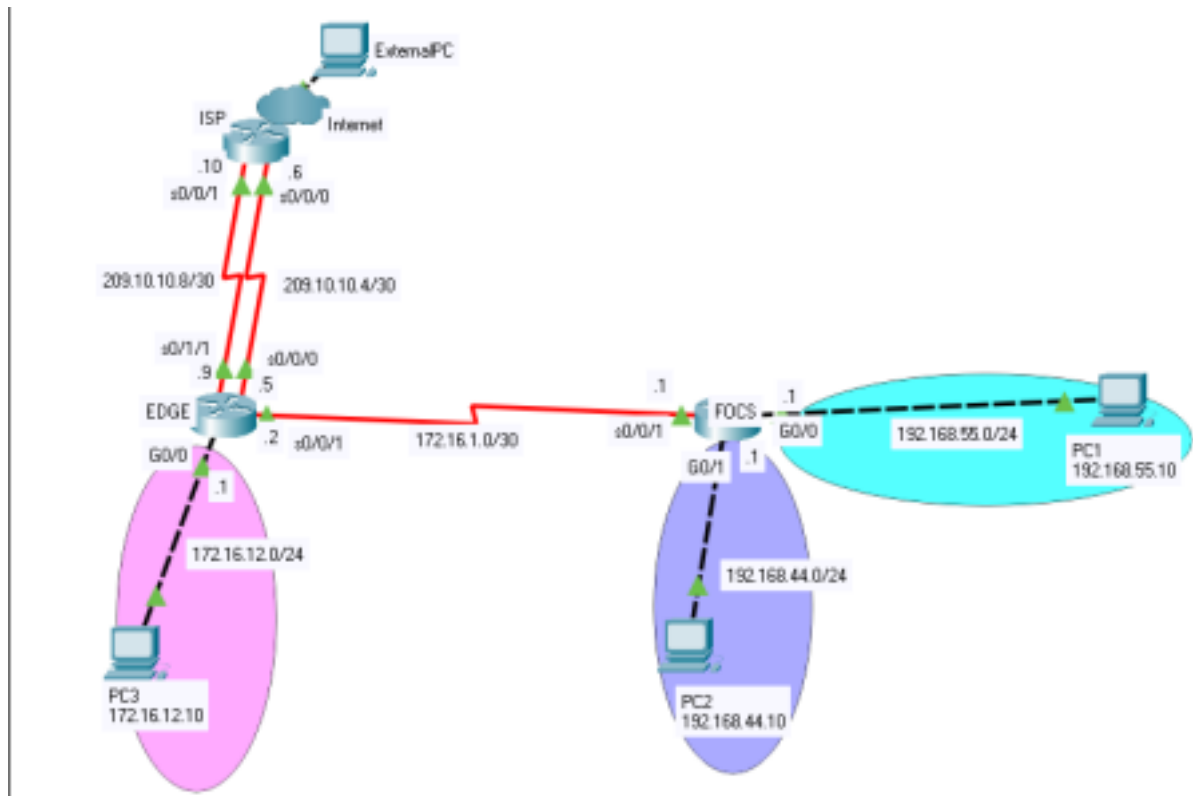 ExternalPC
ISP
Internet
.10
.6
s0/0/1
s0/0/0
209.10.10.8/30
209.10.10.4/30
s0/1/1
s0/0/0
.9
.5
EDGE
.2
s0/0/1
172.16.1.0/30
.1
s0/0/1
FOCS
.1
G0/0
192.168.55.0/24
PC1
192.168.55.10
G0/0
.1
G0/1
.1
172.16.12.0/24
192.168.44.0/24
PC3
172.16.12.10
PC2
192.168.44.10